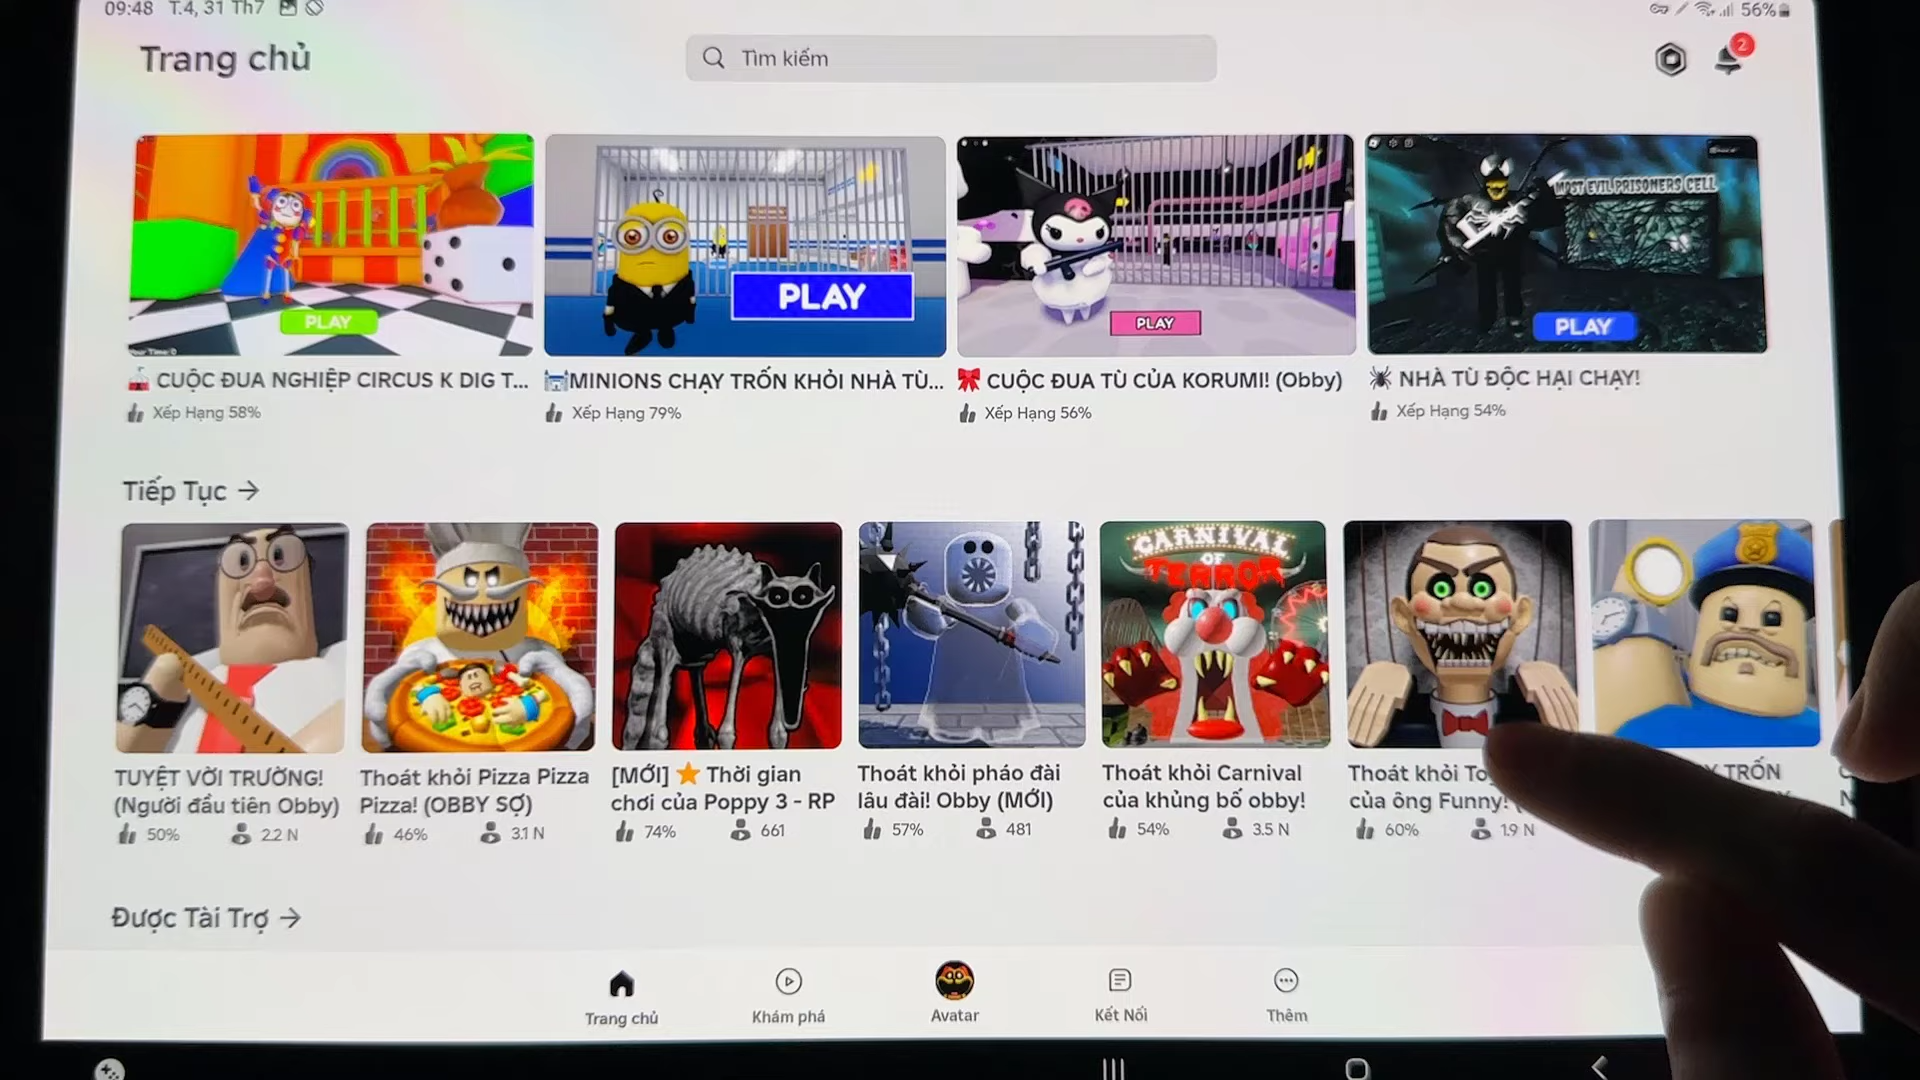 09:48 T.4, 31 Th7
56%
Trang chủ
Tìm kiếm
2
PLAY
PLAY
PLAY
MOST EVIL PRISONERS CELL
PLAY
CUỘC ĐUA NGHIỆP CIRCUS K DIG T...
MINIONS CHẠY TRỐN KHỎI NHÀ TÙ...
CUỘC ĐUA TÙ CỦA KORUMI! (Obby)
NHÀ TÙ ĐỘC HẠI CHẠY!
Xếp Hạng 58%
Xếp Hạng 79%
Xếp Hạng 56%
Xếp Hạng 54%
Tiếp Tục →
CARNIVAL
OF
TERROR
TUYỆT VỜI TRƯỜNG!
(Người đầu tiên Obby)
50% 2.2 N
Thoát khỏi Pizza Pizza
Pizza! (OBBY SỢ)
46% 3.1 N
[MỚI] ⭐ Thời gian
chơi của Poppy 3 - RP
74% 661
Thoát khỏi pháo đài
lâu đài! Obby (MỚI)
57% 481
Thoát khỏi Carnival
của khủng bố obby!
54% 3.5 N
Thoát khỏi
của ông Funny!
60% 1.9 N
TRỐN
Được Tài Trợ →
Trang chủ
Khám phá
Avatar
Kết Nối
Thêm